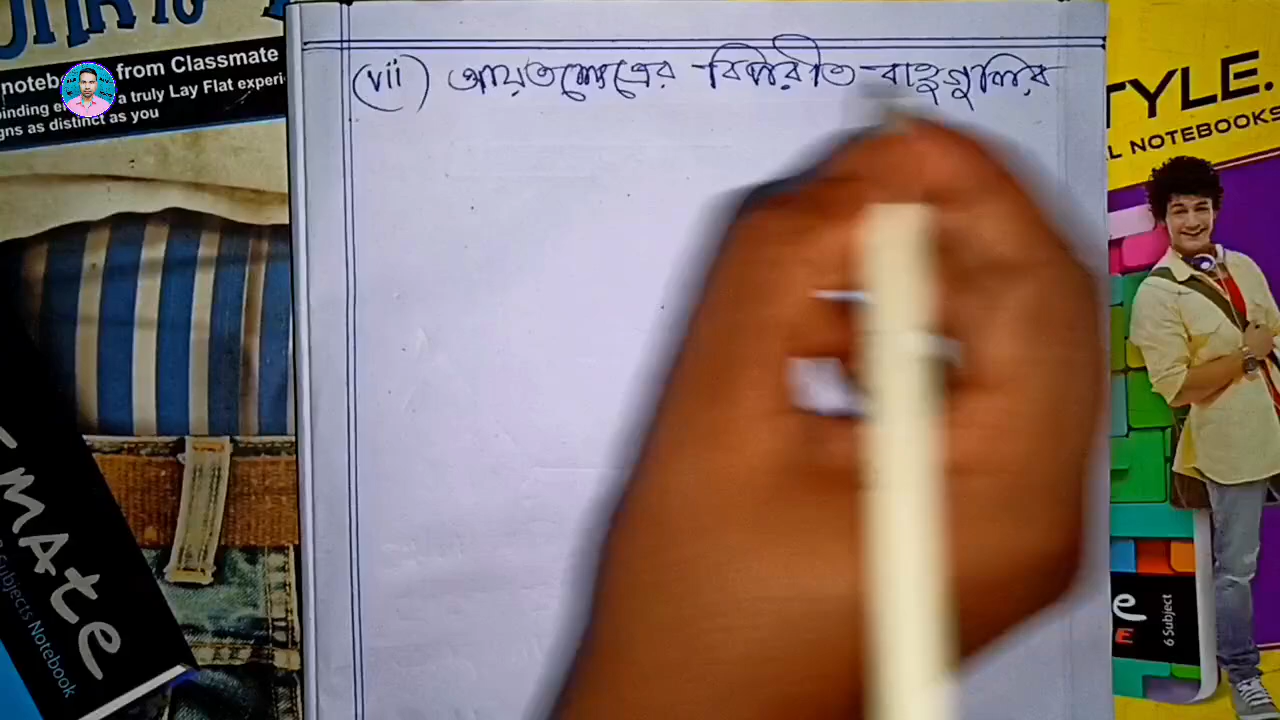 notebo from Classmate
a truly Lay Flat experi
gns as distinct as you
(vii) আয়তক্ষেত্রের বিপরীত বাহুগুলির
TYLE.
L NOTEBOOKS
mate
Subjects Notebook
6 Subject